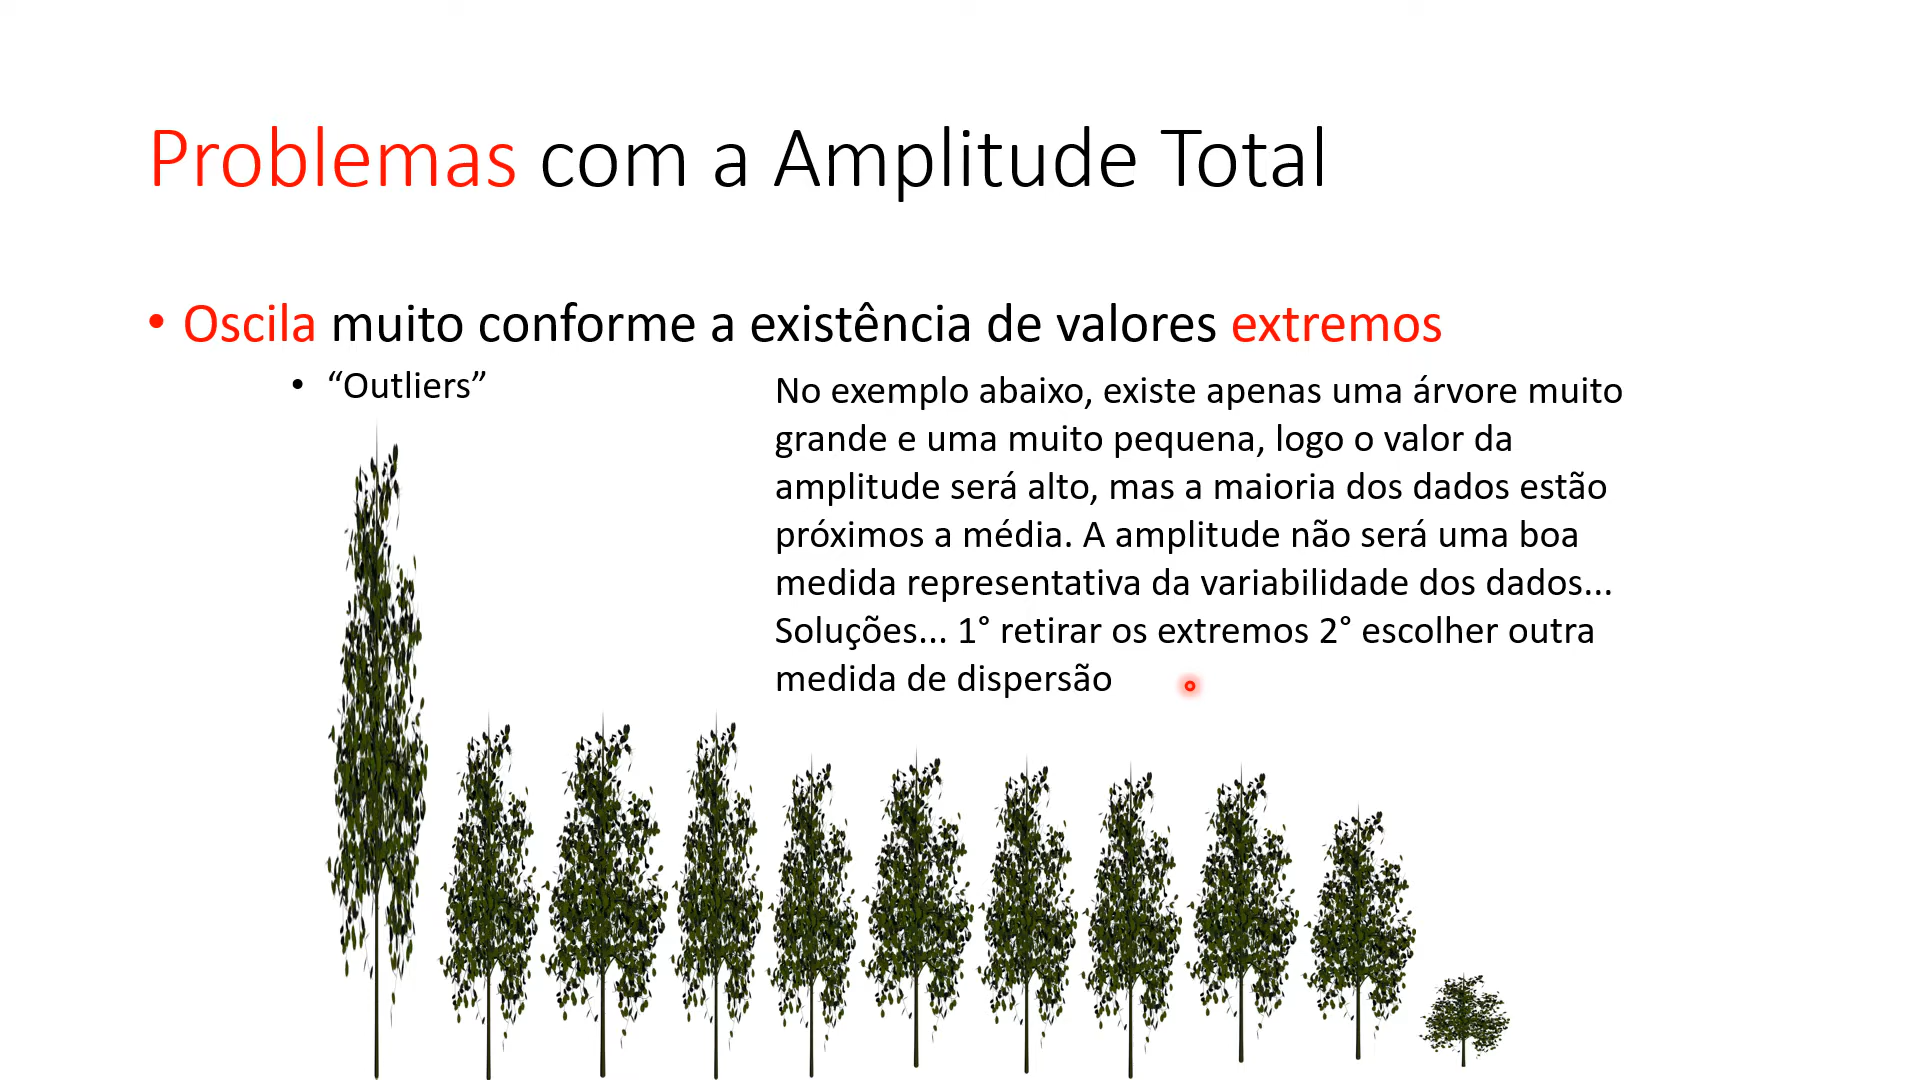 Problemas com a Amplitude Total
• Oscila muito conforme a existência de valores extremos
• “Outliers”
No exemplo abaixo, existe apenas uma árvore muito
grande e uma muito pequena, logo o valor da
amplitude será alto, mas a maioria dos dados estão
próximos a média. A amplitude não será uma boa
medida representativa da variabilidade dos dados...
Soluções... 1° retirar os extremos 2° escolher outra
medida de dispersão